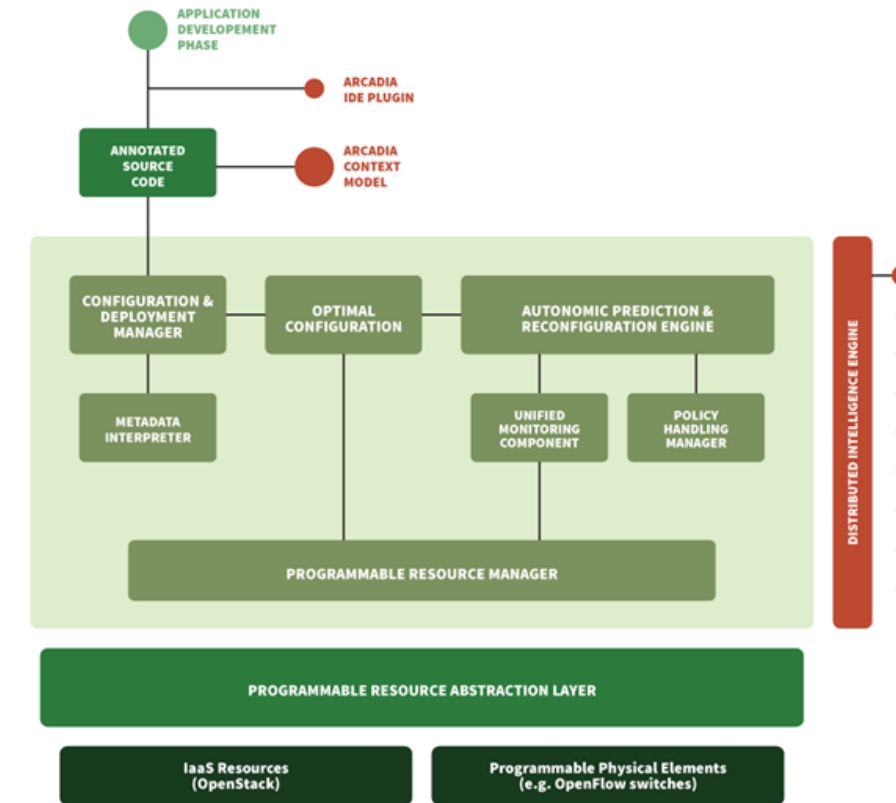 APPLICATION
DEVELOPEMENT
PHASE
ARCADIA
IDE PLUGIN
ANNOTATED
SOURCE
CODE
ARCADIA
CONTEXT
MODEL
CONFIGURATION &
DEPLOYMENT
MANAGER
OPTIMAL
CONFIGURATION
AUTONOMIC PREDICTION &
RECONFIGURATION ENGINE
METADATA
INTERPRETER
UNIFIED
MONITORING
COMPONENT
POLICY
HANDLING
MANAGER
PROGRAMMABLE RESOURCE MANAGER
DISTRIBUTED INTELLIGENCE ENGINE
PROGRAMMABLE RESOURCE ABSTRACTION LAYER
IaaS Resources
(OpenStack)
Programmable Physical Elements
(e.g. OpenFlow switches)